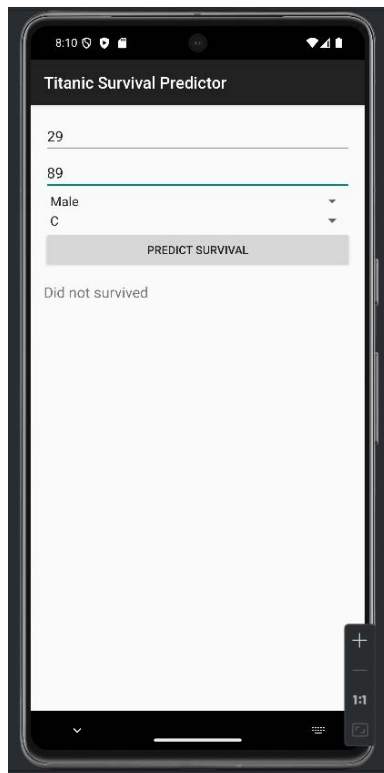 8:10
Titanic Survival Predictor
29
89
Male
C
PREDICT SURVIVAL
Did not survived
1:1